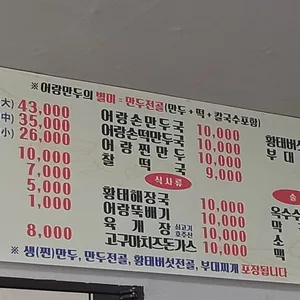 ※어랑만두의 별미 = 만두전골(만두 + 떡 + 칼국수포함)
大) 43,000
中) 35,000
小) 26,000
10,000
7,000
5,000
1,000
8,000
어랑손만두국 10,000
어랑손떡만두국 10,000
어랑찐만두 10,000
찰떡국 9,000
식사류
황태해장국 10,000
어랑뚝배기 10,000
육개장 쇠고기 호주산 10,000
고구마치즈돈가스 10,000
황태버섯
부대
옥수수
막
소
맥
※ 생(찐)만두, 만두전골, 황태버섯전골, 부대찌개 포장됩니다